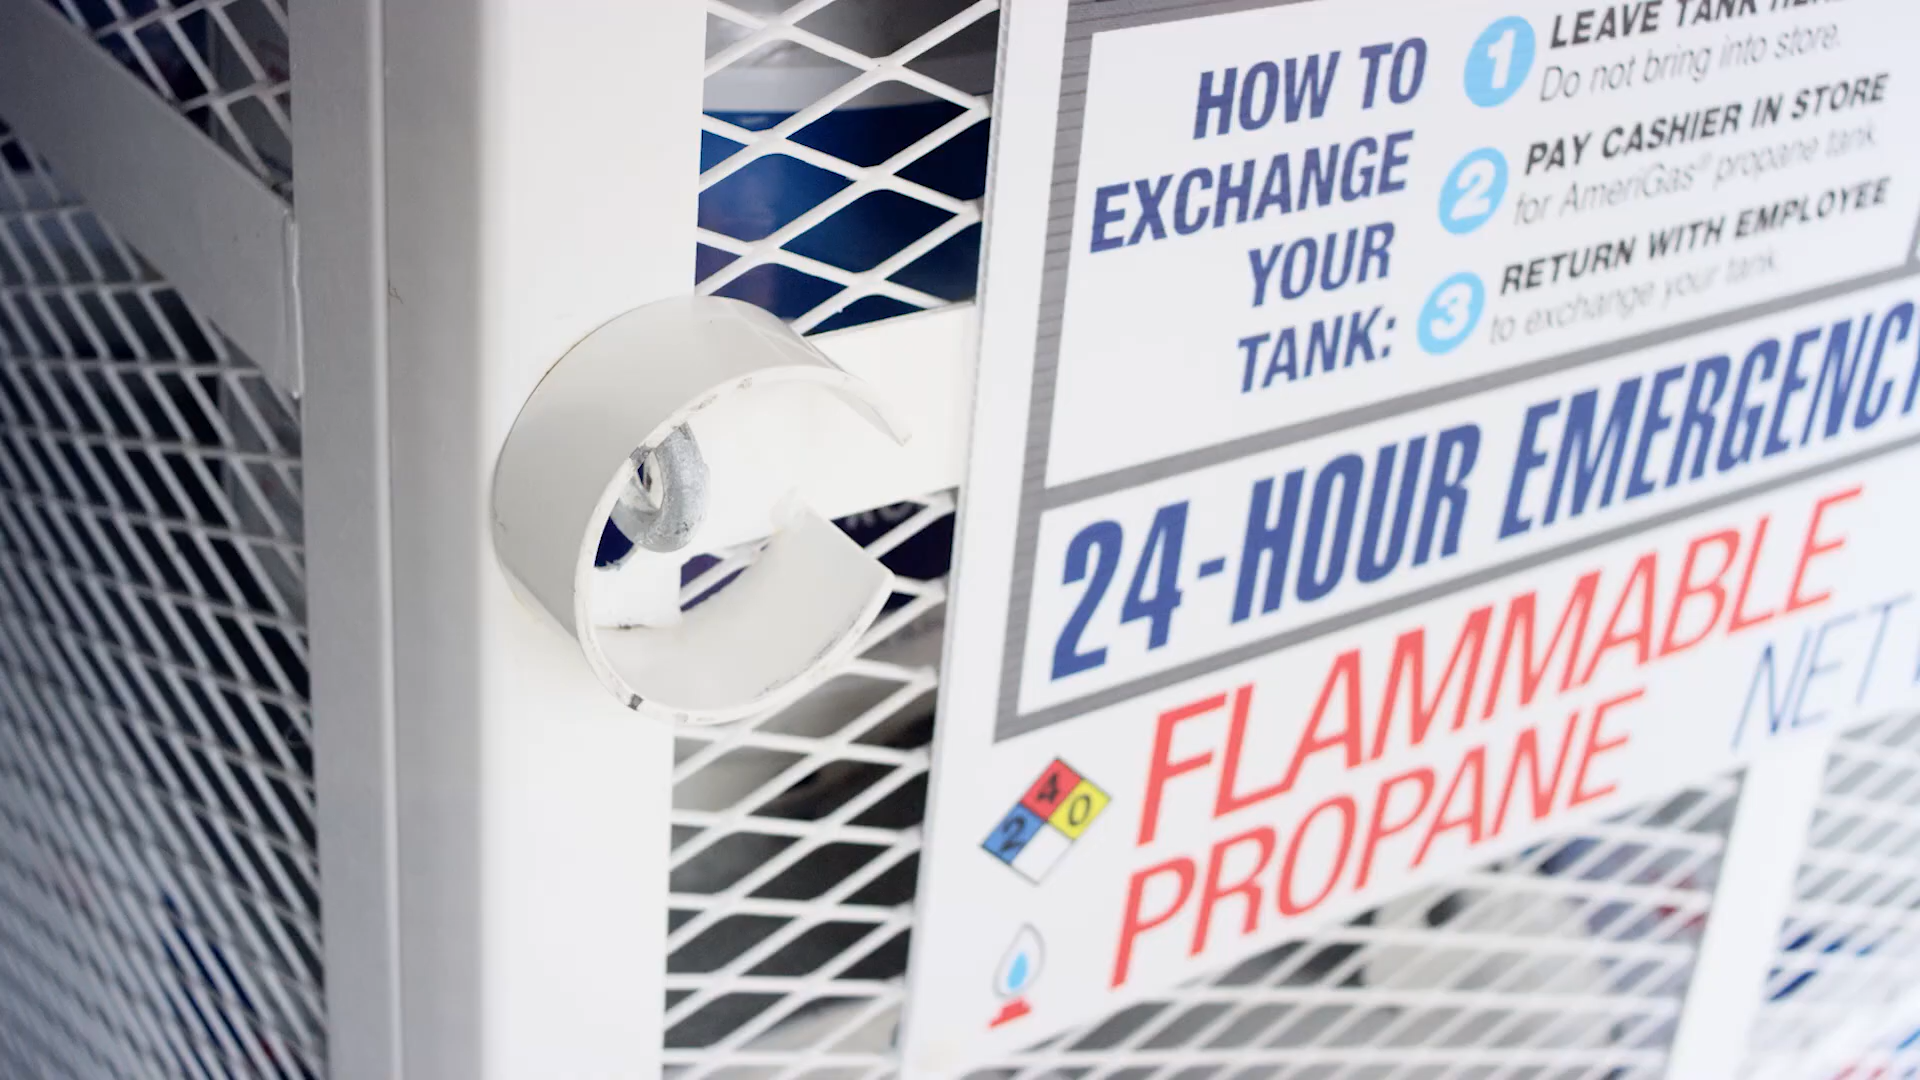 HOW TO
EXCHANGE
YOUR
TANK:
1 LEAVE TANK HERE
Do not bring into store.
2 PAY CASHIER IN STORE
for AmeriGas® propane tank.
3 RETURN WITH EMPLOYEE
to exchange your tank.
24-HOUR EMERGENCY
FLAMMABLE
PROPANE
NET
4
2 0